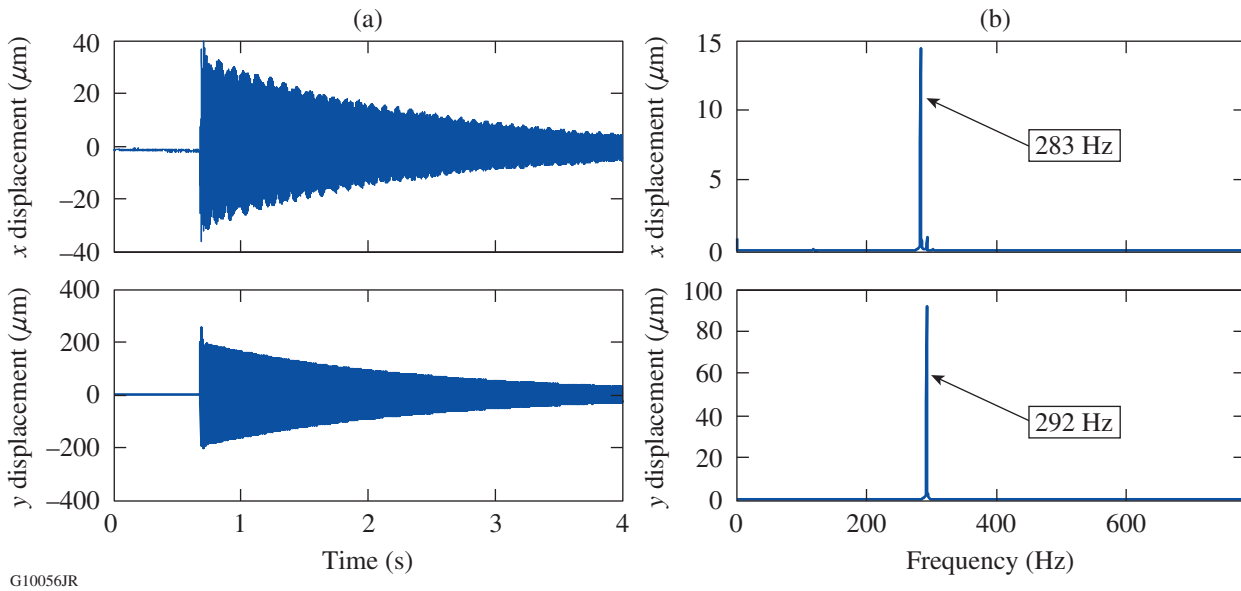 (a)
(b)
x displacement (μm)
40
20
0
–20
–40
x displacement (μm)
15
10
5
0
283 Hz
y displacement (μm)
400
200
0
–200
–400
0
1
2
3
4
Time (s)
y displacement (μm)
100
80
60
40
20
0
292 Hz
0
200
400
600
Frequency (Hz)
G10056JR